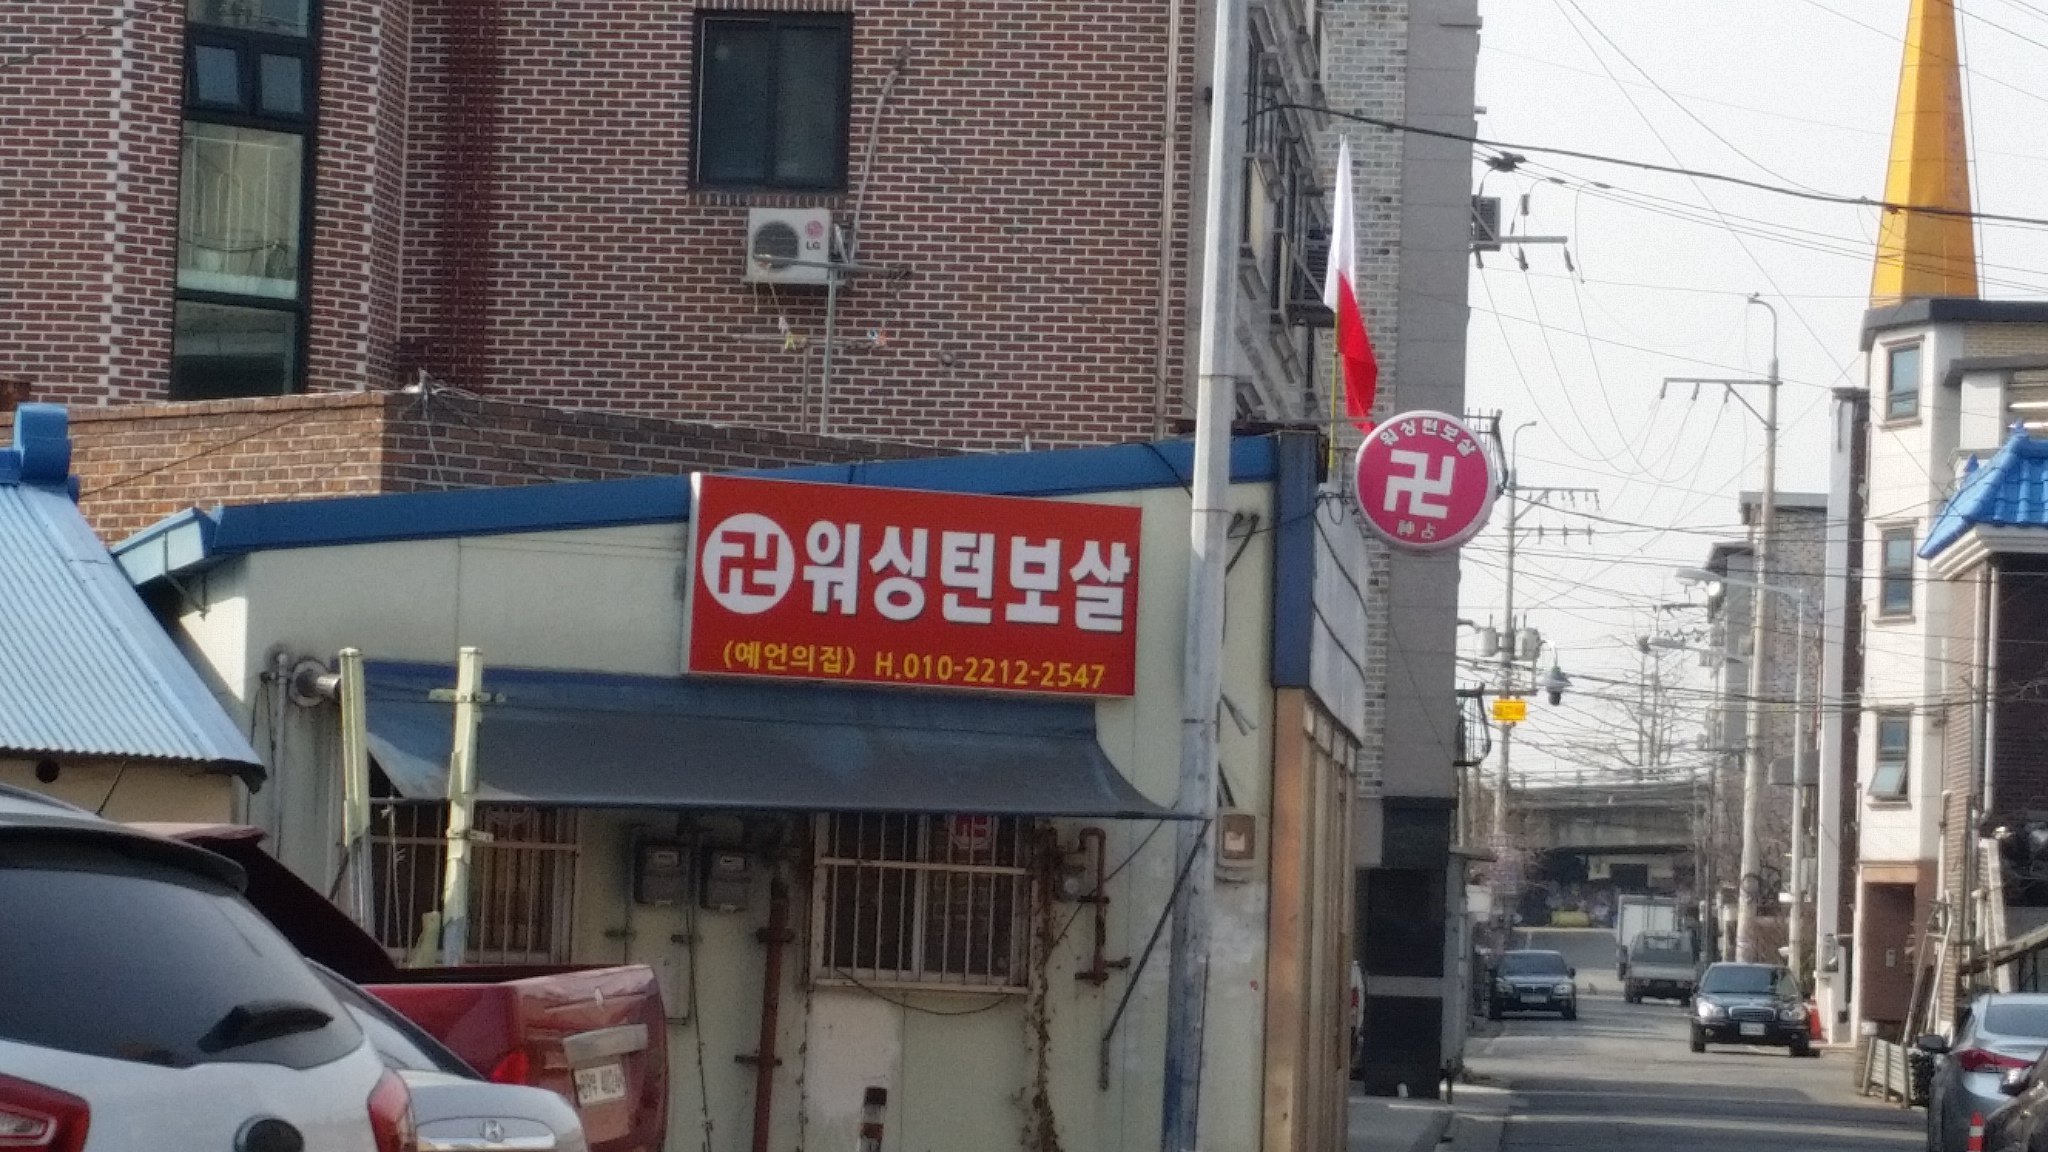 LG
워싱턴보살
卍
神占
卍 워싱턴보살
(예언의집) H.010-2212-2547